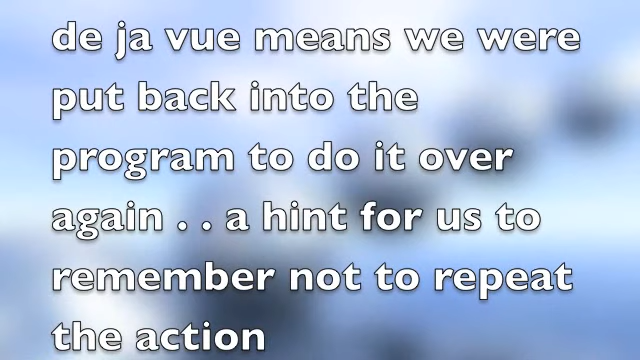 de ja vue means we were
put back into the
program to do it over
again . . a hint for us to
remember not to repeat
the action